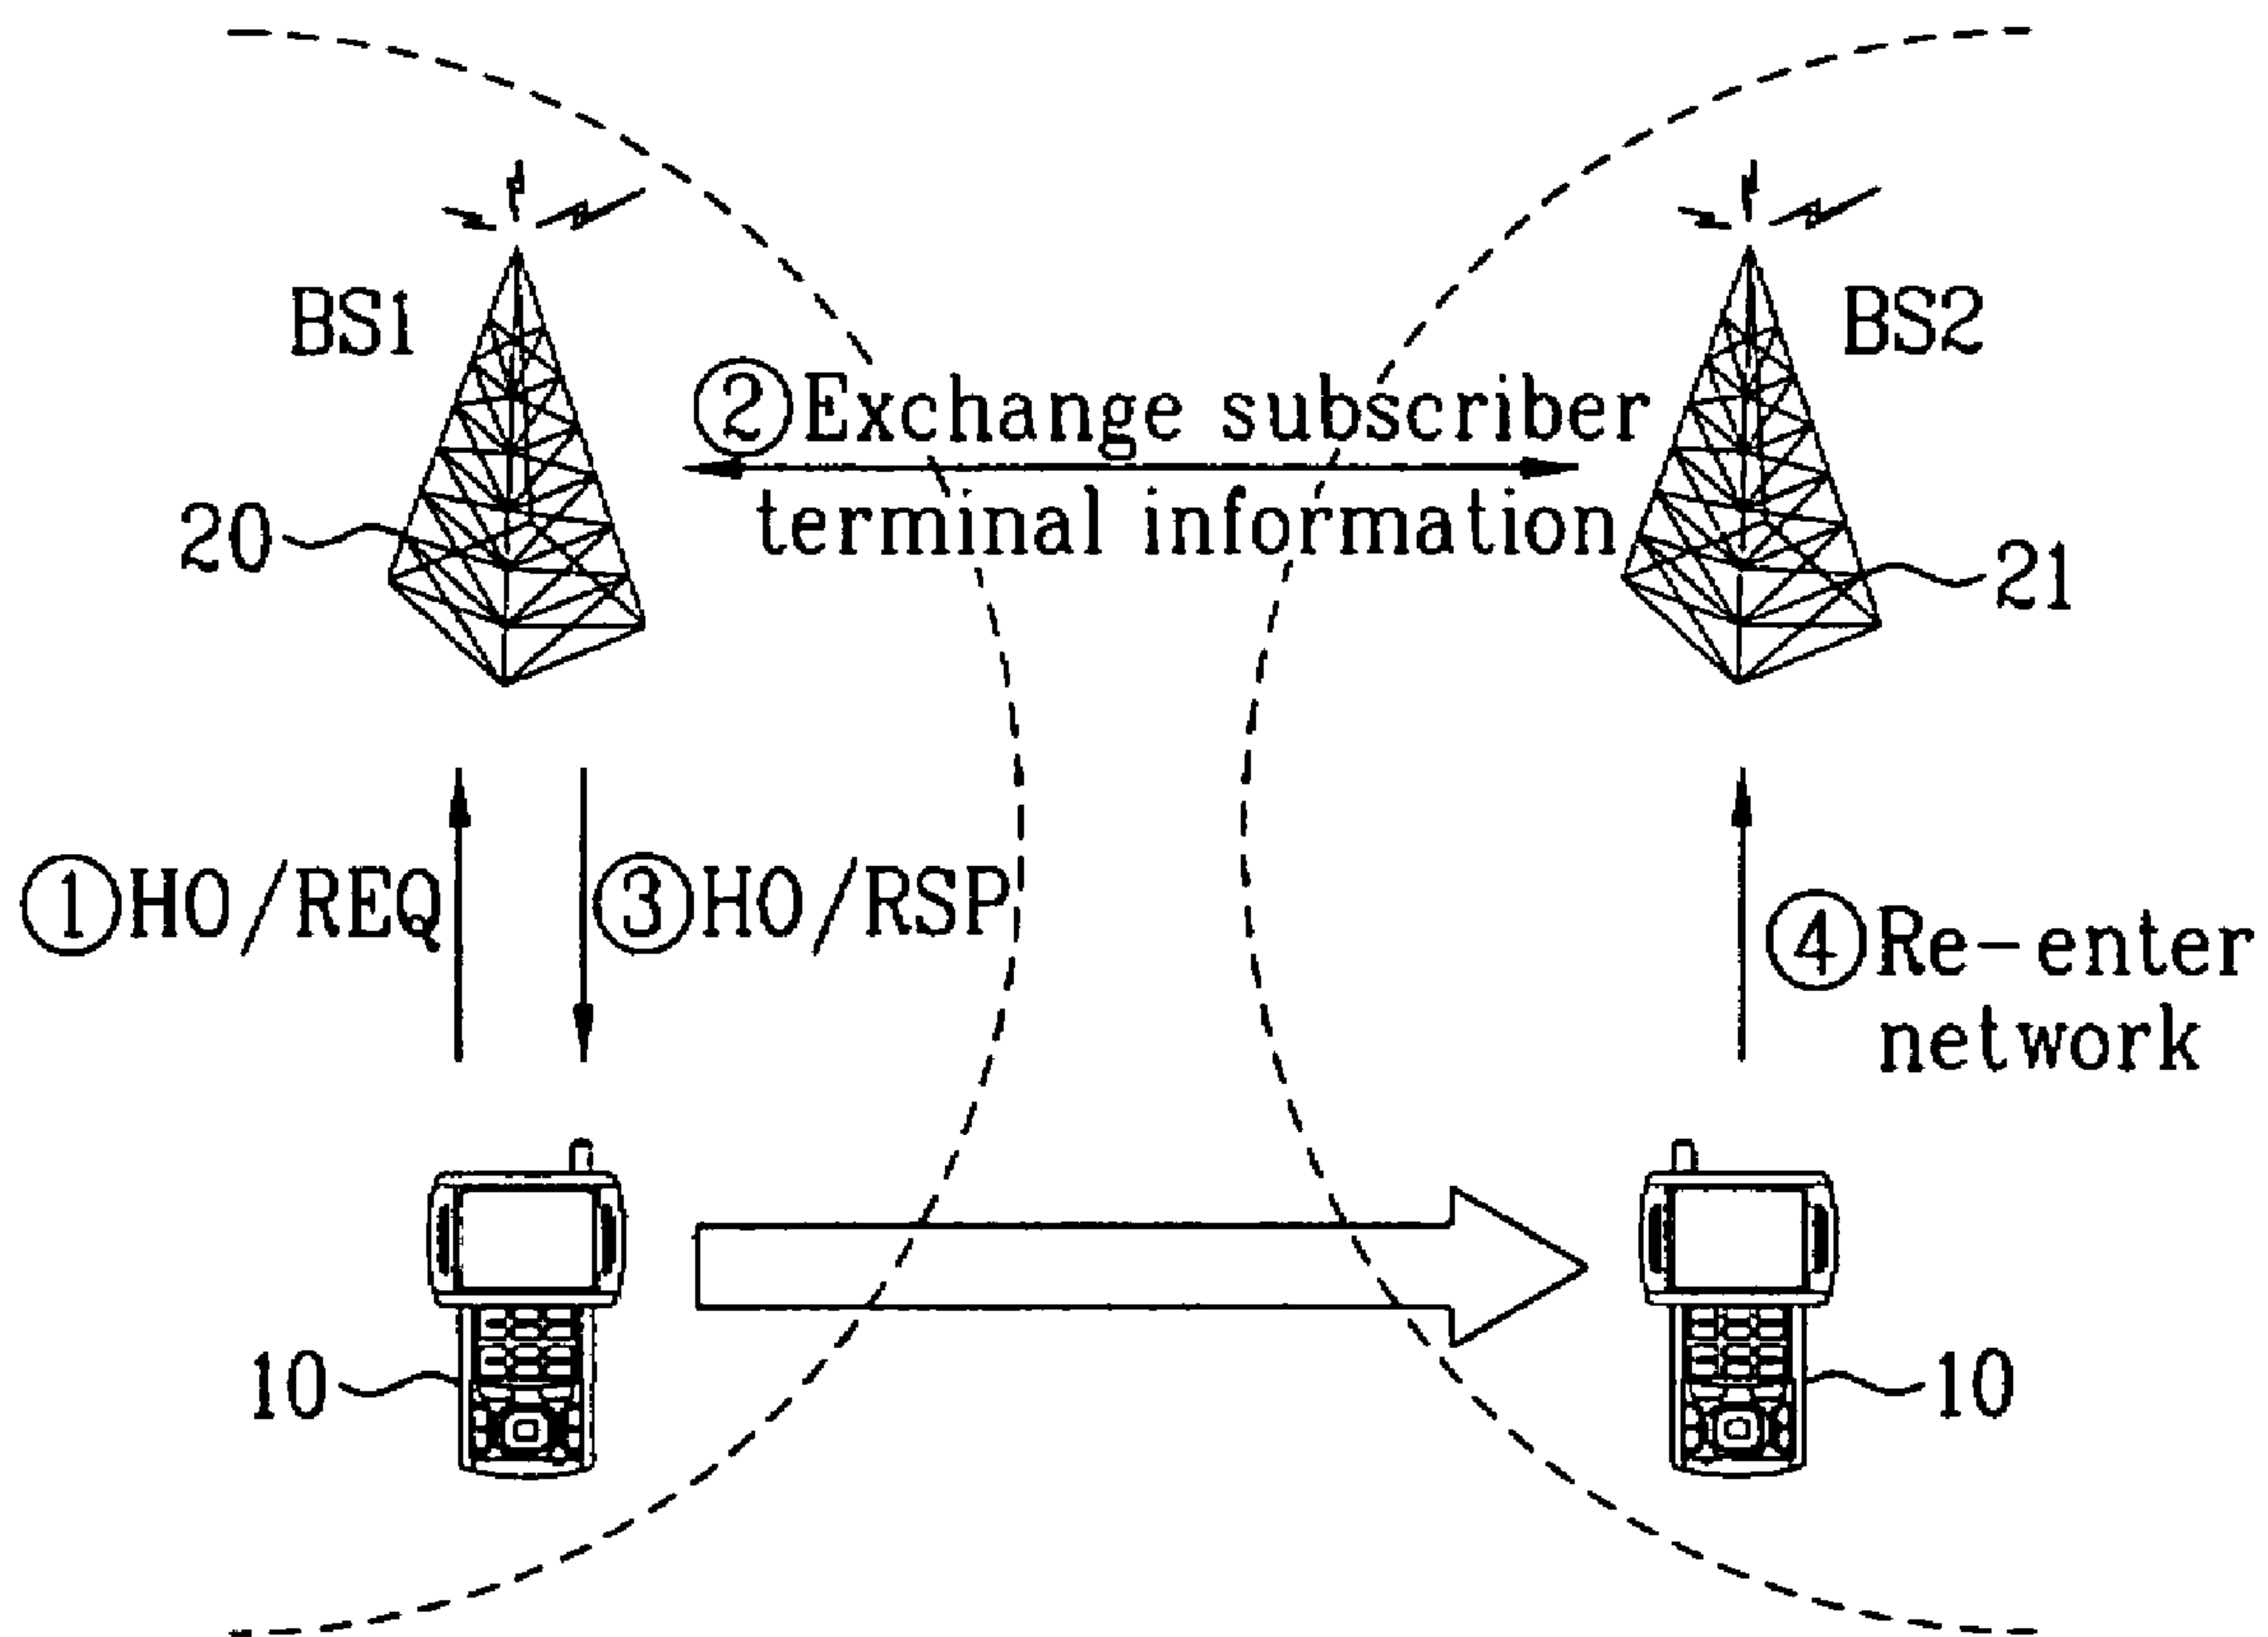 BS1
BS2
②Exchange subscriber
terminal information
20
21
①HO/REQ
③HO/RSP
④Re-enter
network
10
10